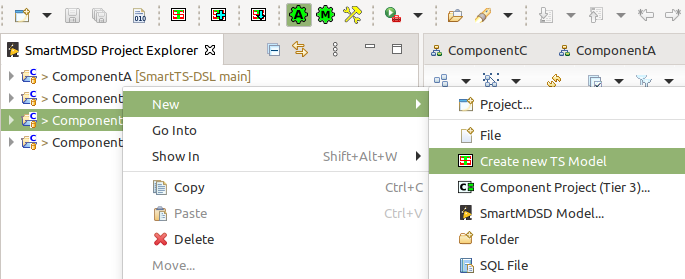 SmartMDSD Project Explorer
ComponentC
ComponentA
> ComponentA [SmartTS-DSL main]
> Component
> Component
> Component
New
Go Into
Show In Shift+Alt+W
Copy Ctrl+C
Paste Ctrl+V
Delete
Move...
Project...
File
Create new TS Model
Component Project (Tier 3)...
SmartMDSD Model...
Folder
SQL File